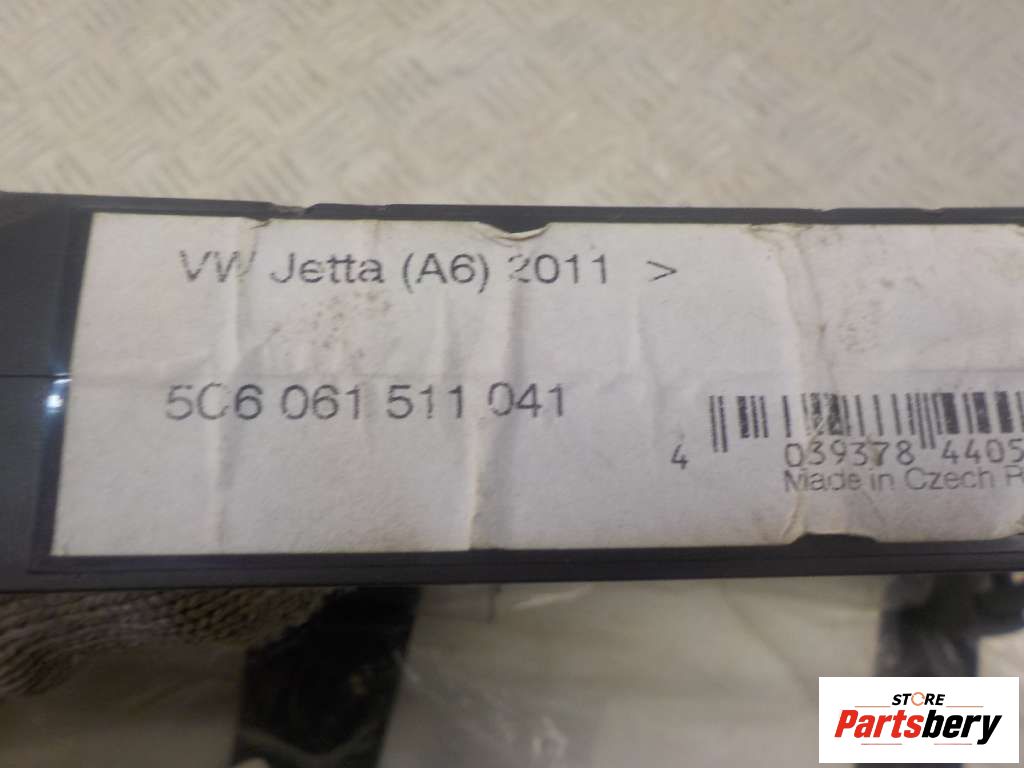 VW Jetta (A6) 2011 >
5C6 061 511 041
4 039378 4405
Made in Czech R
STORE
Partsbery